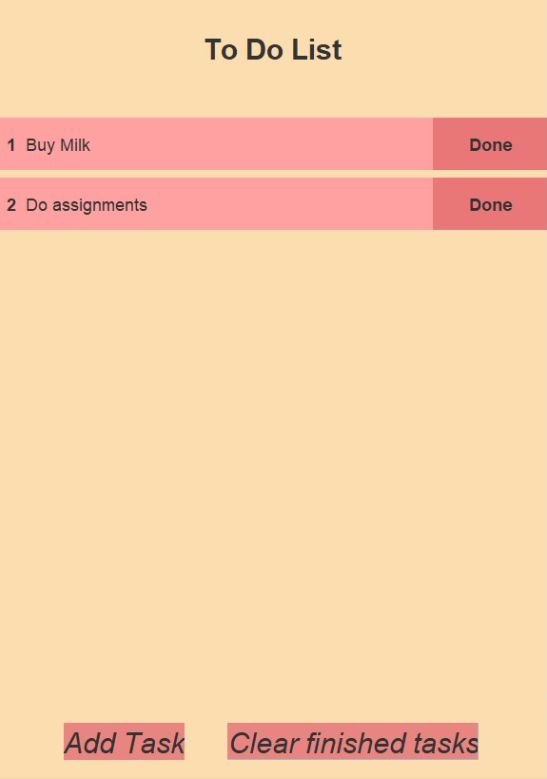 To Do List
1 Buy Milk Done
2 Do assignments Done
Add Task Clear finished tasks